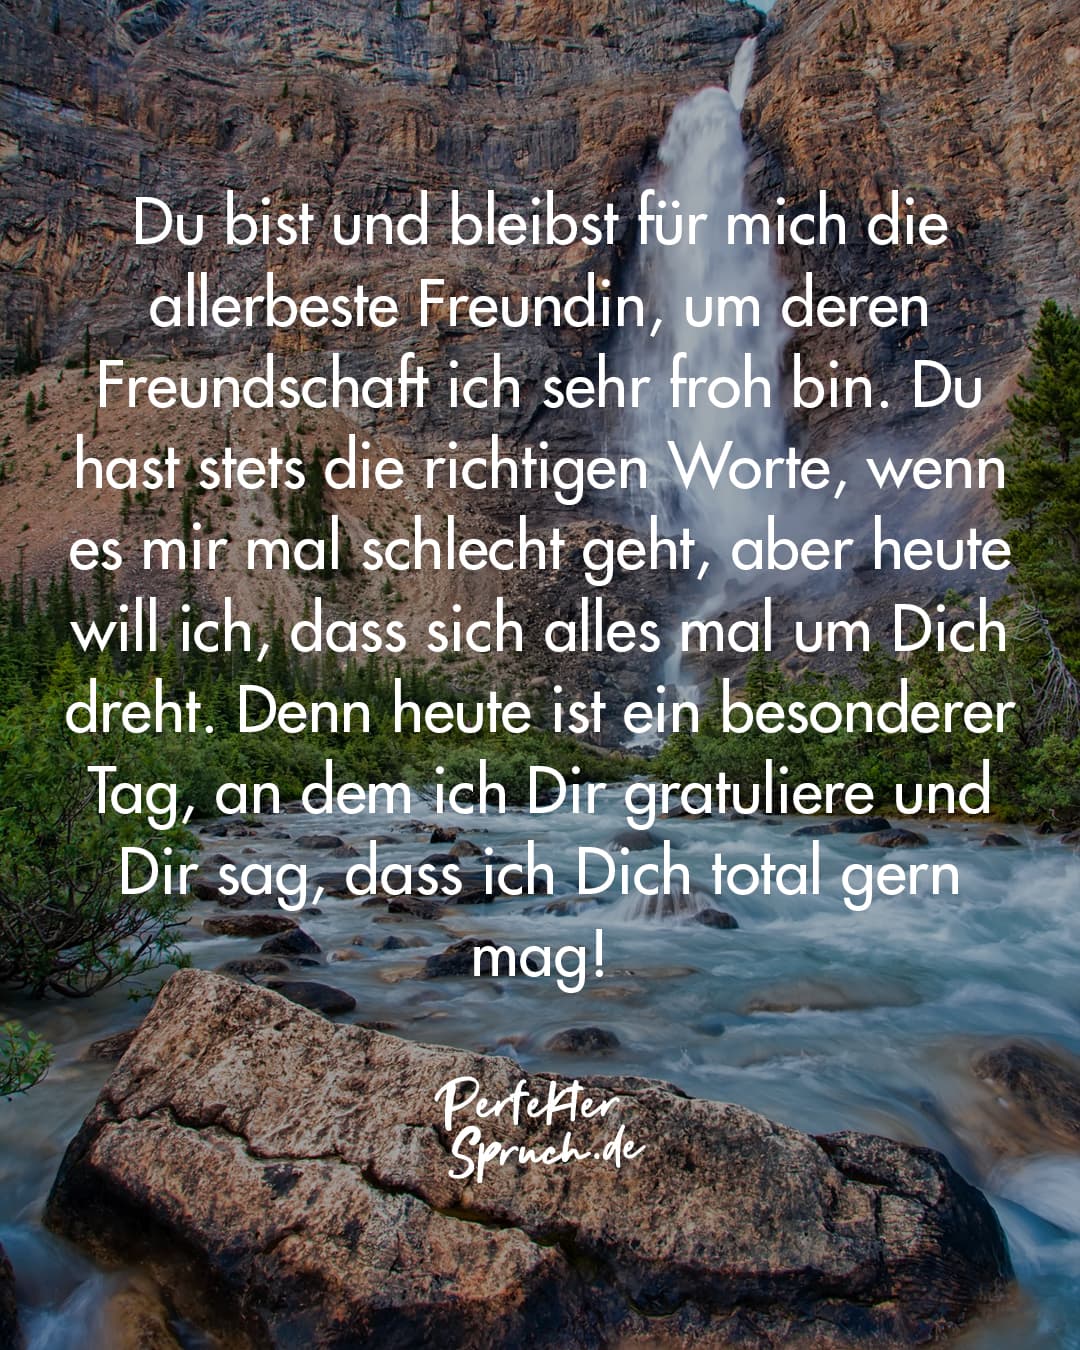 Du bist und bleibst für mich die
allerbeste Freundin, um deren
Freundschaft ich sehr froh bin. Du
hast stets die richtigen Worte, wenn
es mir mal schlecht geht, aber heute
will ich, dass sich alles mal um Dich
dreht. Denn heute ist ein besonderer
Tag, an dem ich Dir gratuliere und
Dir sag, dass ich Dich total gern
mag!
Perfekter
Spruch.de